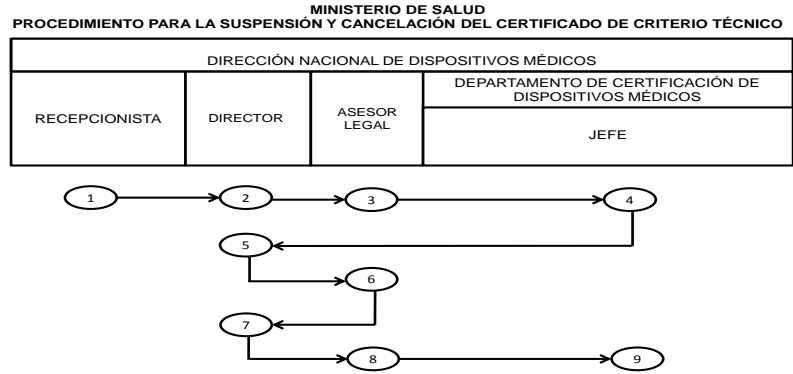 MINISTERIO DE SALUD
PROCEDIMIENTO PARA LA SUSPENSIÓN Y CANCELACIÓN DEL CERTIFICADO DE CRITERIO TÉCNICO
DIRECCIÓN NACIONAL DE DISPOSITIVOS MÉDICOS
RECEPCIONISTA
DIRECTOR
ASESOR
LEGAL
DEPARTAMENTO DE CERTIFICACIÓN DE
DISPOSITIVOS MÉDICOS
JEFE
1
2
3
4
5
6
7
8
9